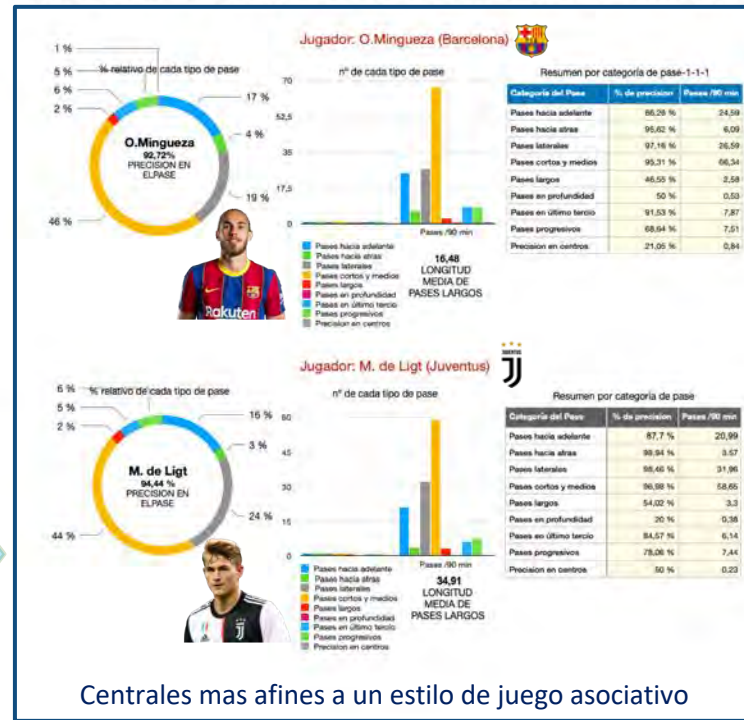 Jugador: O.Mingueza (Barcelona)
1 %
5 %
6 %
2 %
% relativo de cada tipo de pase
17 %
4 %
19 %
46 %
O.Mingueza
92,72%
PRECISION EN
ELPASE
Rakuten
nº de cada tipo de pase
70
52,5
35
17,5
0
Pases /90 min
Pases hacia adelante
Pases hacia atras
Pases laterales
Pases cortos y medios
Pases largos
Pases en profundidad
Pases en último tercio
Pases progresivos
Precision en centros
16,48
LONGITUD
MEDIA DE
PASES LARGOS
Resumen por categoría de pase-1-1-1
Categoría del Pase % de precision Pases /90 min
Pases hacia adelante 86,26 % 24,59
Pases hacia atras 95,62 % 6,09
Pases laterales 97,16 % 26,59
Pases cortos y medios 95,31 % 66,34
Pases largos 46,55 % 2,58
Pases en profundidad 50 % 0,53
Pases en último tercio 91,53 % 7,87
Pases progresivos 68,64 % 7,51
Precision en centros 21,05 % 0,84
Jugador: M. de Ligt (Juventus)
JUVENTUS
6 %
5 %
2 %
% relativo de cada tipo de pase
16 %
3 %
24 %
44 %
M. de Ligt
94,44 %
PRECISION EN
ELPASE
nº de cada tipo de pase
60
45
30
15
0
Pases /90 min
Pases hacia adelante
Pases hacia atras
Pases laterales
Pases cortos y medios
Pases largos
Pases en profundidad
Pases en último tercio
Pases progresivos
Precision en centros
34,91
LONGITUD
MEDIA DE
PASES LARGOS
Resumen por categoría de pase
Categoría del Pase % de precision Pases /90 min
Pases hacia adelante 87,7 % 20,99
Pases hacia atras 98,94 % 3,57
Pases laterales 98,46 % 31,96
Pases cortos y medios 96,98 % 58,65
Pases largos 54,02 % 3,3
Pases en profundidad 20 % 0,38
Pases en último tercio 84,57 % 6,14
Pases progresivos 78,06 % 7,44
Precision en centros 50 % 0,23
Centrales mas afines a un estilo de juego asociativo